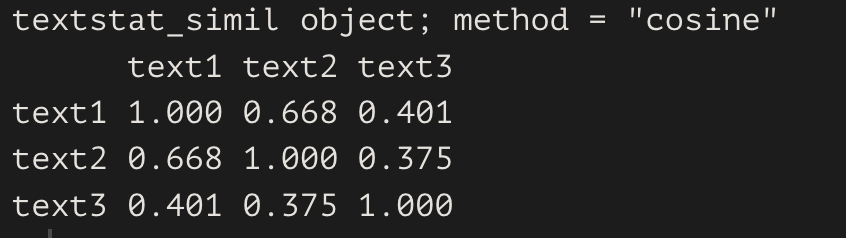 textstat_simil object; method = "cosine"
      text1 text2 text3
text1 1.000 0.668 0.401
text2 0.668 1.000 0.375
text3 0.401 0.375 1.000